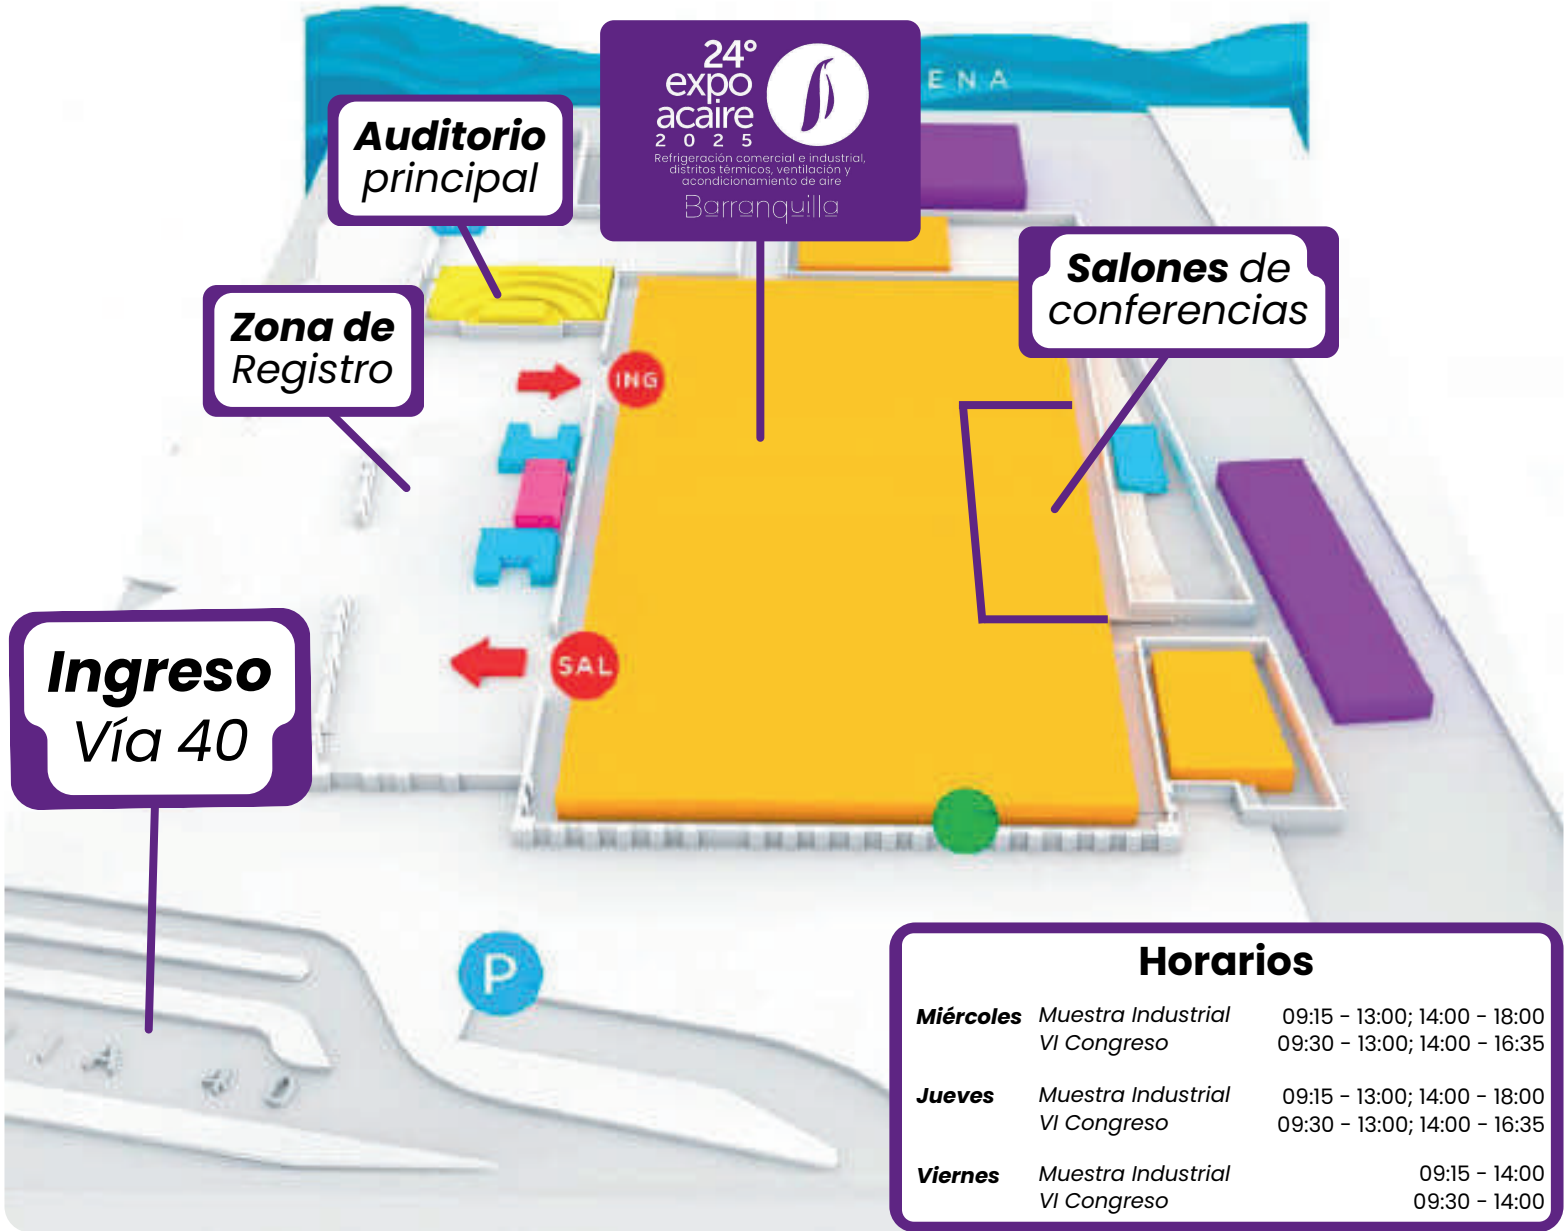 24°
expo
acaire
2025
Refrigeración comercial e industrial,
distritos térmicos, ventilación y
acondicionamiento de aire
Barranquilla
ENA
Auditorio
principal
Salones de
conferencias
Zona de
Registro
ING
SAL
Ingreso
Vía 40
P
Horarios
Miércoles Muestra Industrial 09:15 - 13:00; 14:00 - 18:00
VI Congreso 09:30 - 13:00; 14:00 - 16:35
Jueves Muestra Industrial 09:15 - 13:00; 14:00 - 18:00
VI Congreso 09:30 - 13:00; 14:00 - 16:35
Viernes Muestra Industrial 09:15 - 14:00
VI Congreso 09:30 - 14:00